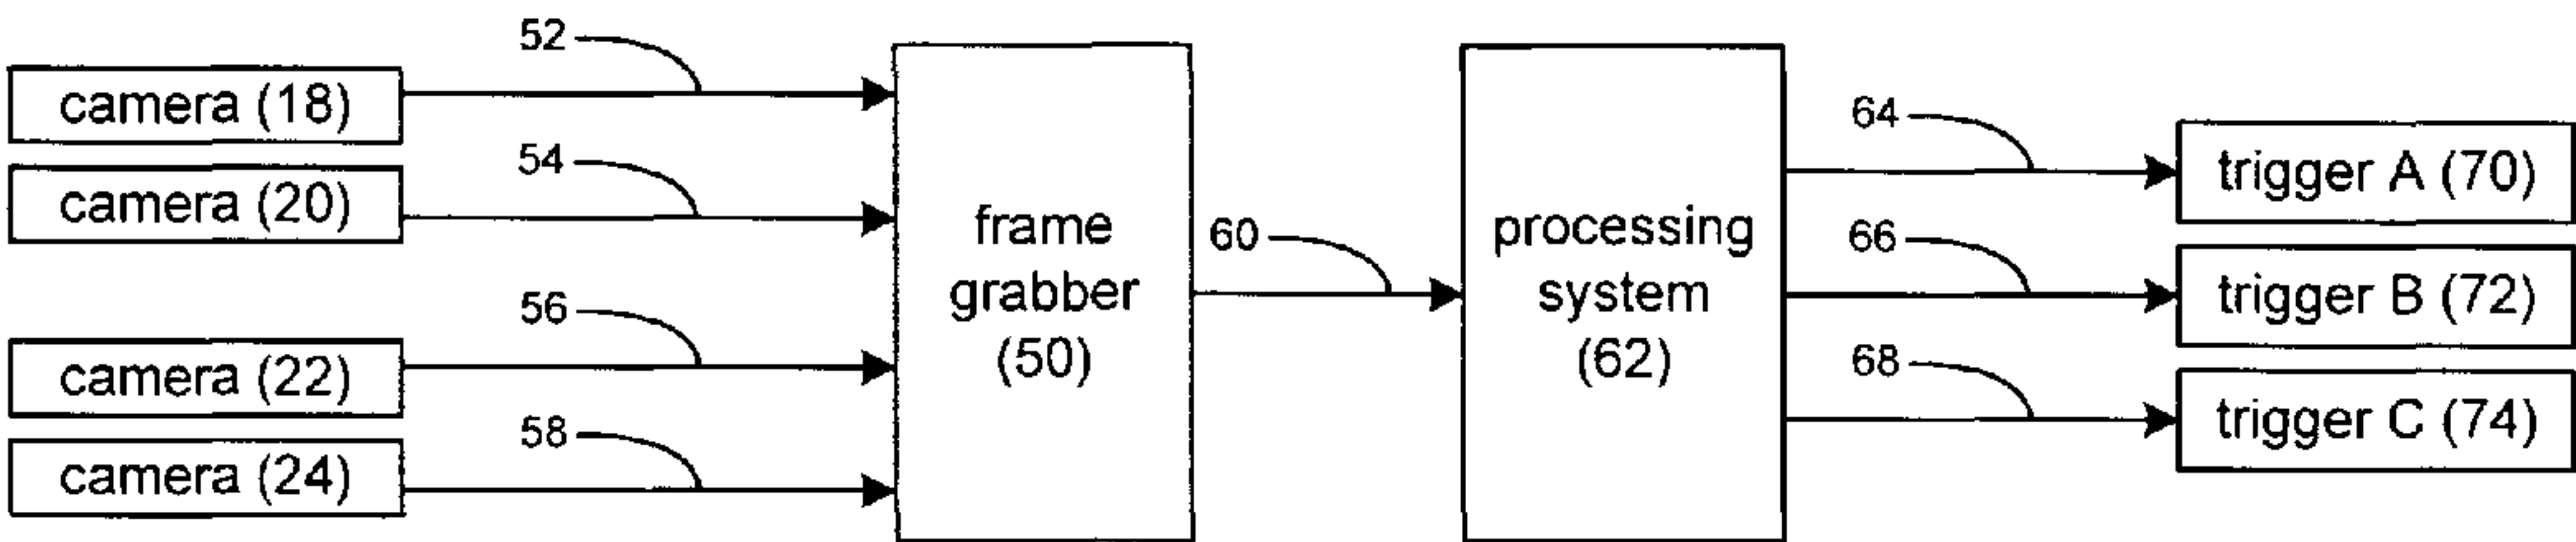 52
camera (18)
54
camera (20)
56
camera (22)
58
camera (24)
frame
grabber
(50)
60
processing
system
(62)
64
trigger A (70)
66
trigger B (72)
68
trigger C (74)